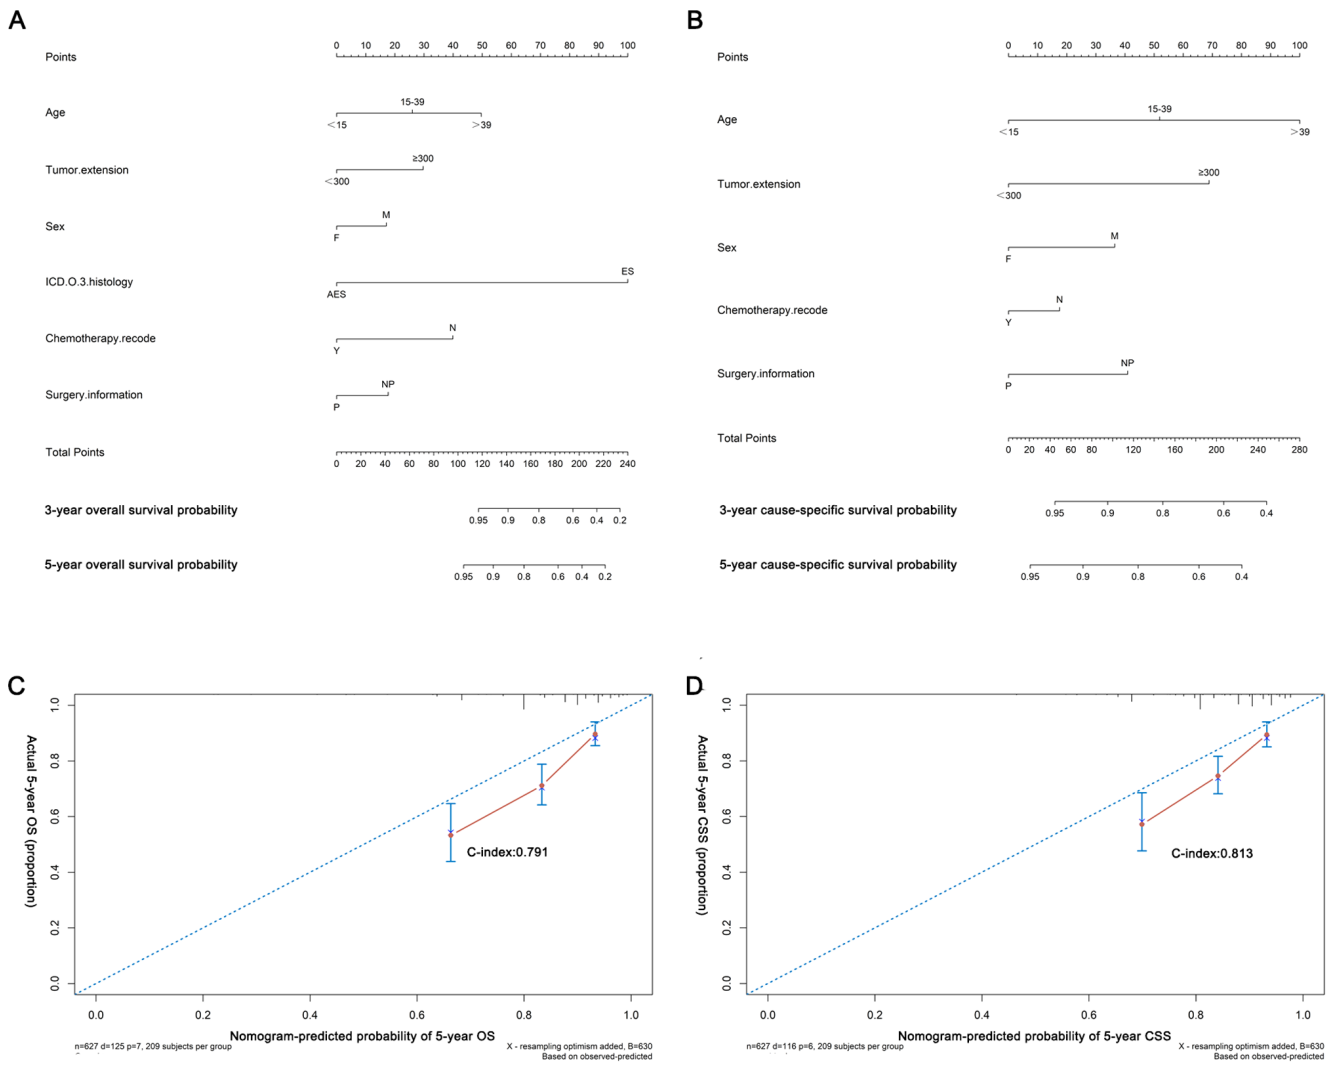 A
Points
0 10 20 30 40 50 60 70 80 90 100
Age
15-39
<15 >39
Tumor.extension
≥300
<300
Sex
M
F
ICD.O.3.histology
ES
AES
Chemotherapy.recode
N
Y
Surgery.information
NP
P
Total Points
0 20 40 60 80 100 120 140 160 180 200 220 240
3-year overall survival probability
0.95 0.9 0.8 0.6 0.4 0.2
5-year overall survival probability
0.95 0.9 0.8 0.6 0.4 0.2
B
Points
0 10 20 30 40 50 60 70 80 90 100
Age
15-39
<15 >39
Tumor.extension
≥300
<300
Sex
M
F
Chemotherapy.recode
N
Y
Surgery.information
NP
P
Total Points
0 20 40 60 80 120 160 200 240 280
3-year cause-specific survival probability
0.95 0.9 0.8 0.6 0.4
5-year cause-specific survival probability
0.95 0.9 0.8 0.6 0.4
C
Actual 5-year OS (proportion)
1.0
0.8
0.6
0.4
0.2
0.0
C-index:0.791
0.0 0.2 0.4 0.6 0.8 1.0
Nomogram-predicted probability of 5-year OS
n=627 d=125 p=7, 209 subjects per group
X - resampling optimism added, B=630
Based on observed-predicted
D
Actual 5-year CSS (proportion)
1.0
0.8
0.6
0.4
0.2
0.0
C-index:0.813
0.0 0.2 0.4 0.6 0.8 1.0
Nomogram-predicted probability of 5-year CSS
n=627 d=116 p=6, 209 subjects per group
X - resampling optimism added, B=630
Based on observed-predicted